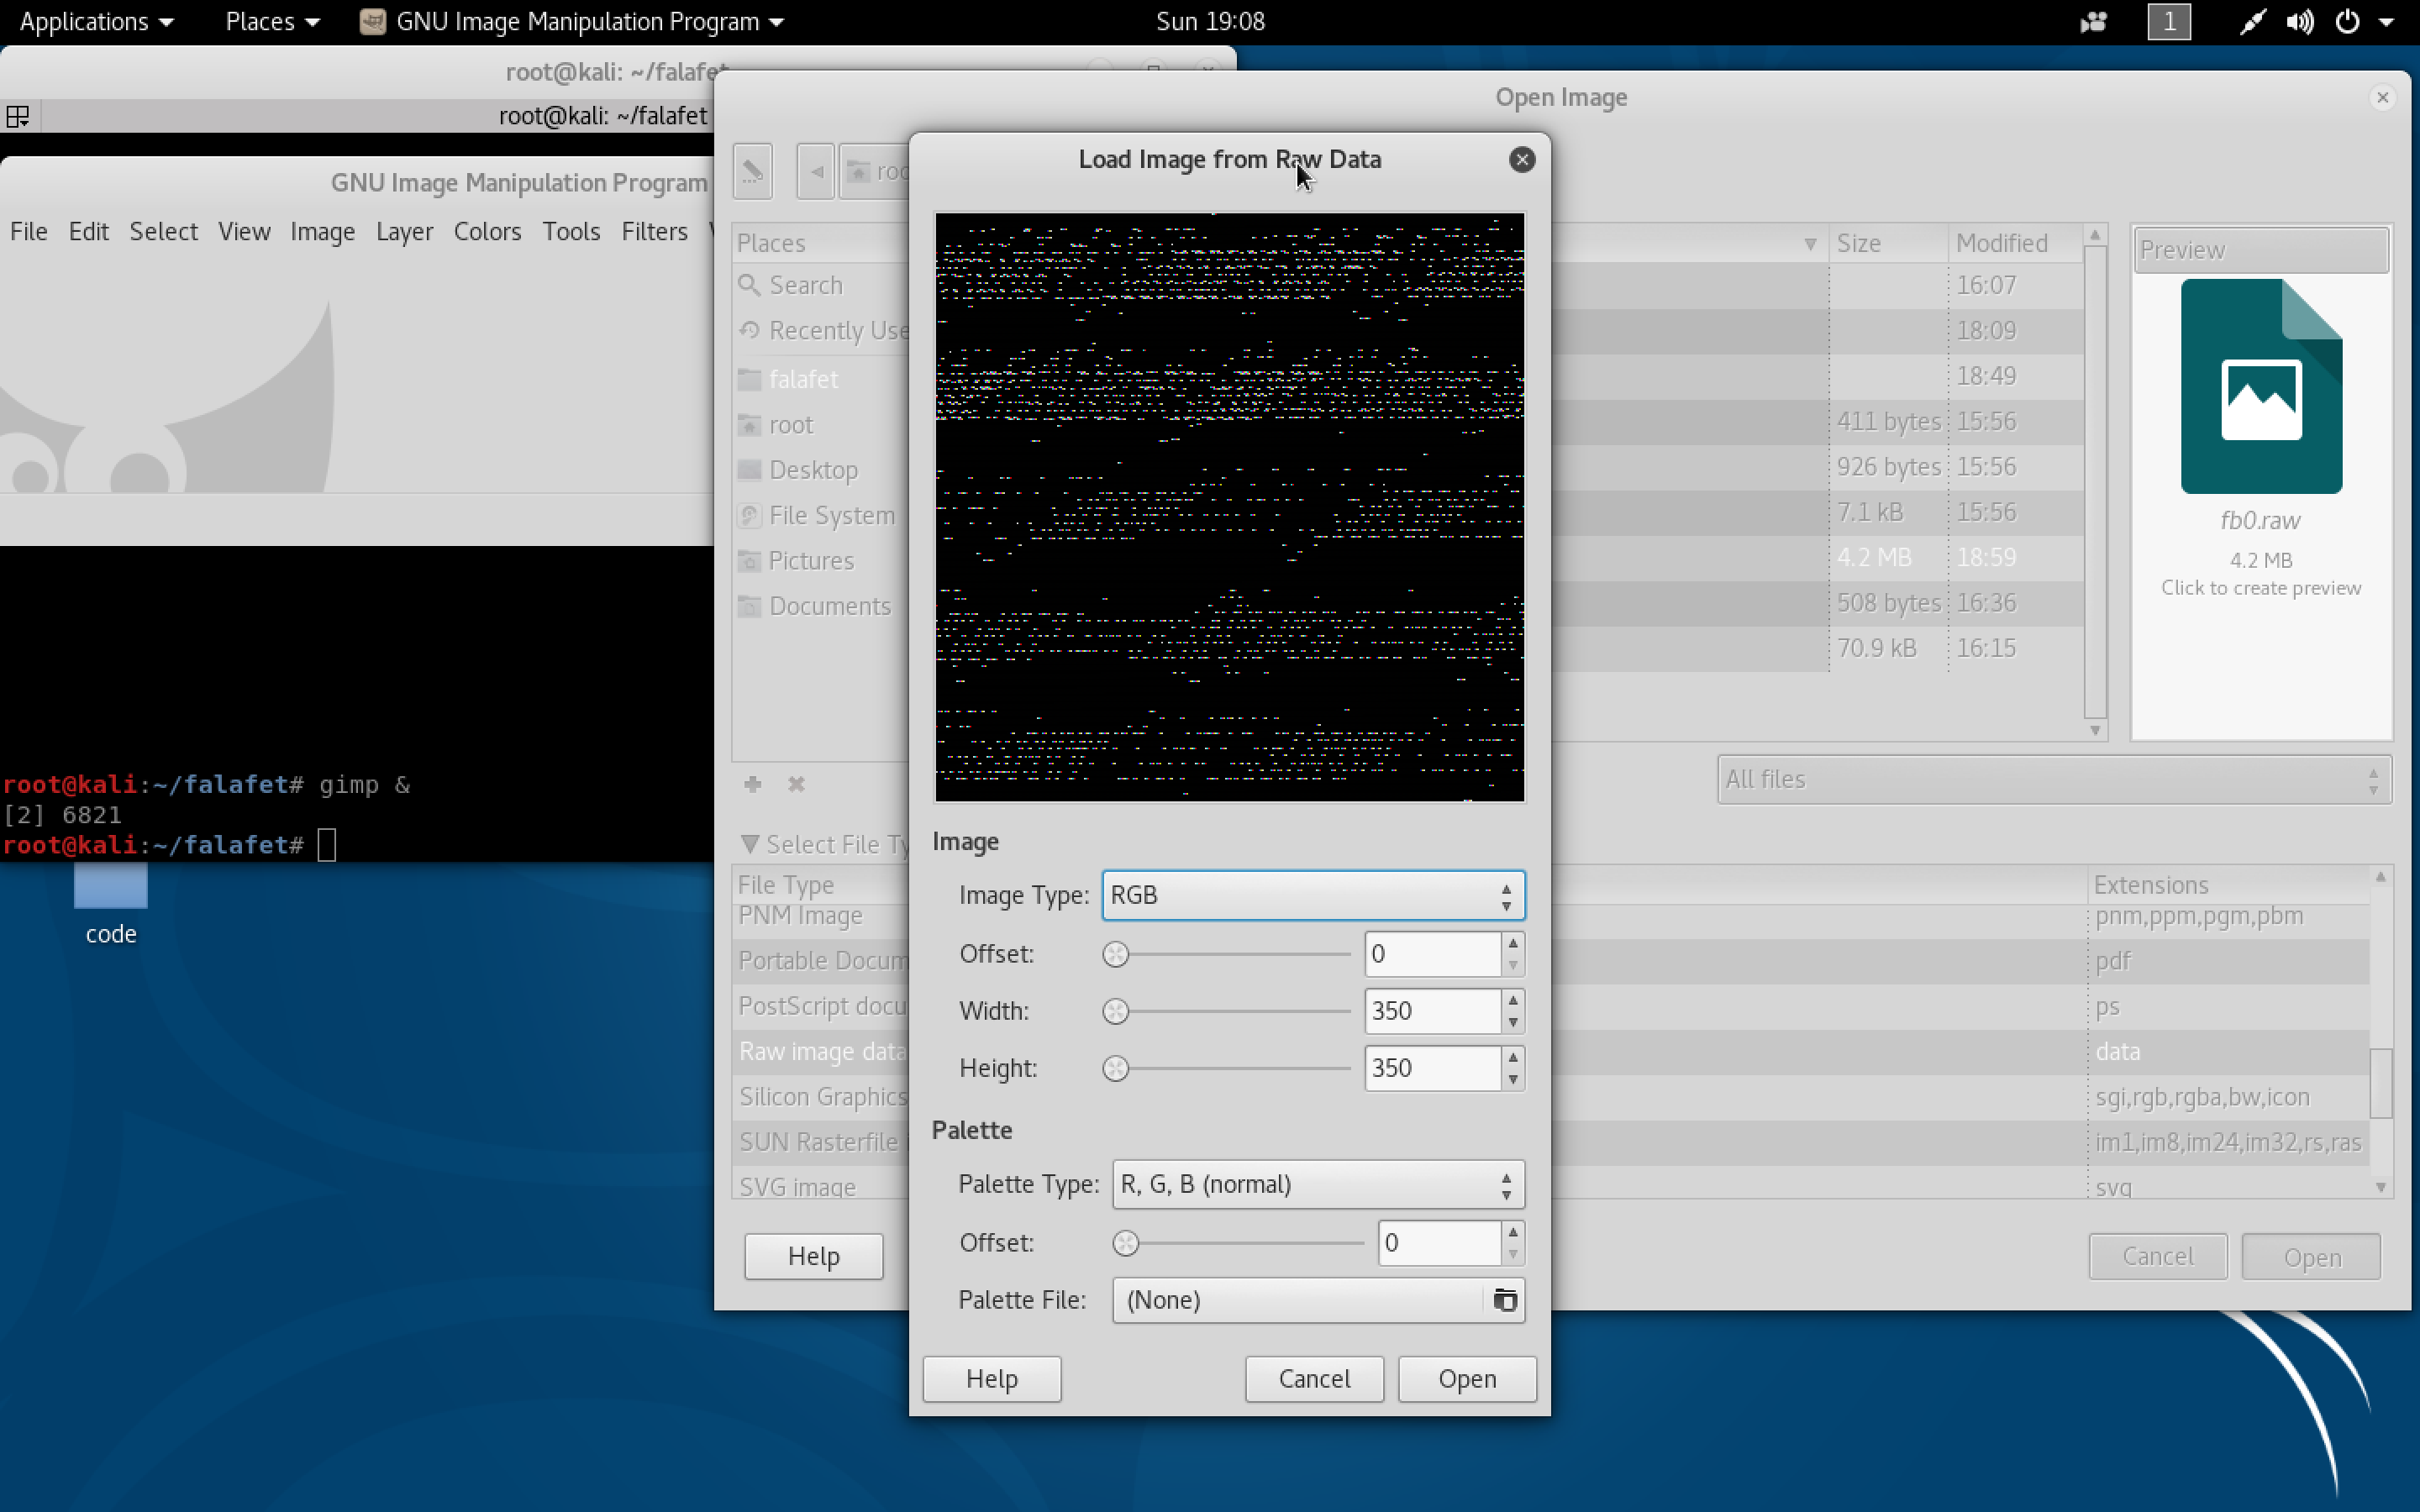 Applications Places GNU Image Manipulation Program Sun 19:08 1
root@kali: ~/falafet
root@kali: ~/falafet
GNU Image Manipulation Program
File Edit Select View Image Layer Colors Tools Filters
root@kali:~/falafet# gimp &
[2] 6821
root@kali:~/falafet#
code
Open Image
Places
Search
Recently Use
falafet
root
Desktop
File System
Pictures
Documents
Size Modified
16:07
18:09
18:49
411 bytes 15:56
926 bytes 15:56
7.1 kB 15:56
4.2 MB 18:59
508 bytes 16:36
70.9 kB 16:15
Preview
fb0.raw
4.2 MB
Click to create preview
All files
Select File Ty
File Type Extensions
PNM Image pnm,ppm,pgm,pbm
Portable Docum pdf
PostScript docu ps
Raw image data data
Silicon Graphics sgi,rgb,rgba,bw,icon
SUN Rasterfile im1,im8,im24,im32,rs,ras
SVG image svg
Help Cancel Open
Load Image from Raw Data
Image
Image Type: RGB
Offset: 0
Width: 350
Height: 350
Palette
Palette Type: R, G, B (normal)
Offset: 0
Palette File: (None)
Help Cancel Open